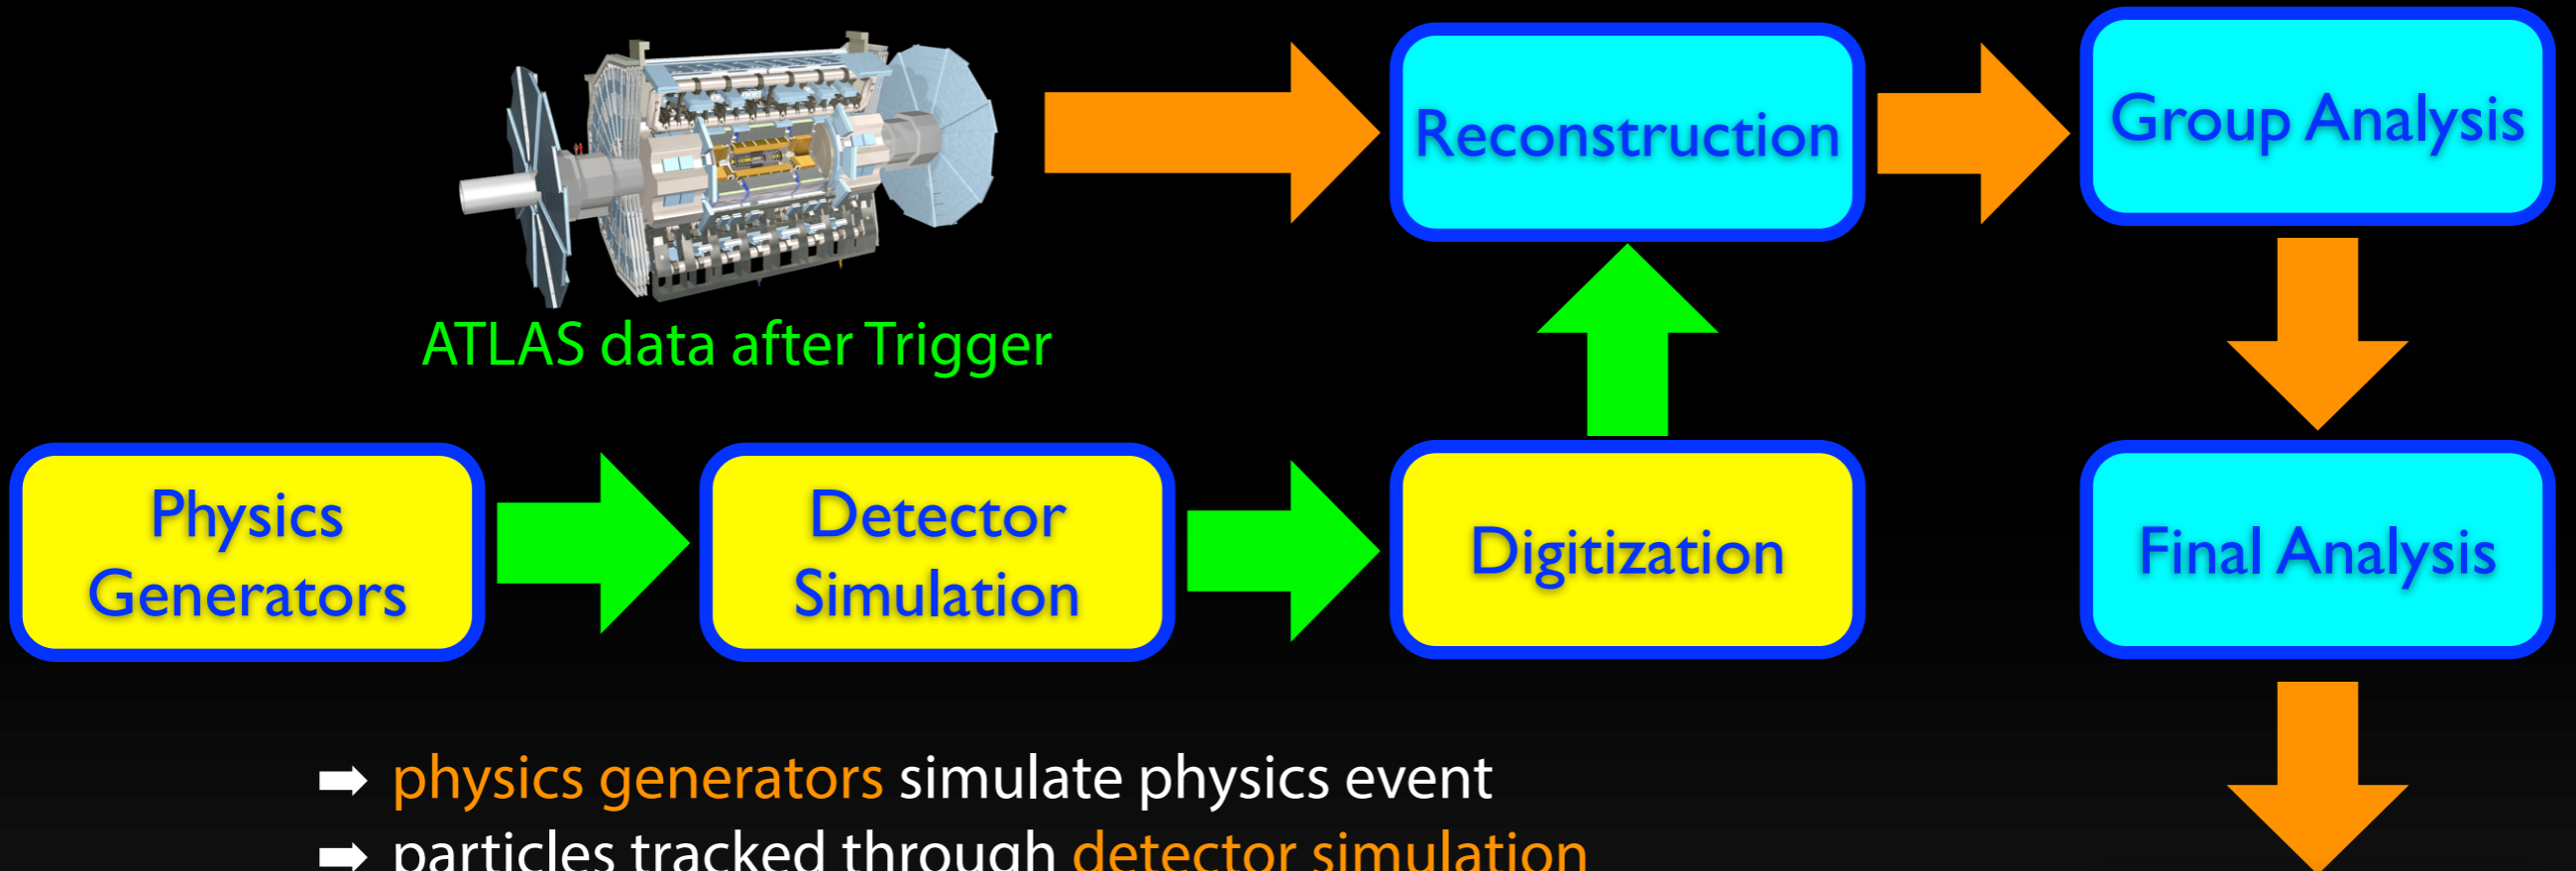 Reconstruction
Group Analysis
ATLAS data after Trigger
Physics
Generators
Detector
Simulation
Digitization
Final Analysis
➡ physics generators simulate physics event
➡ particles tracked through detector simulation